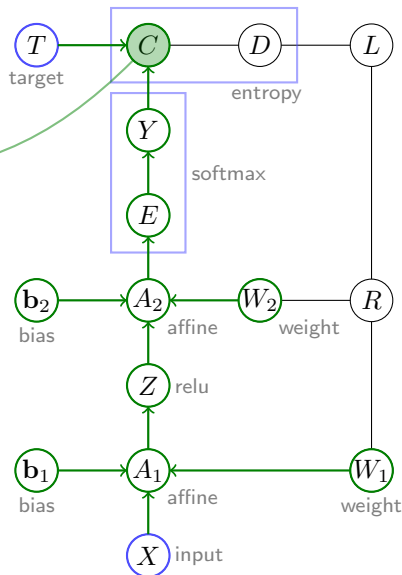 T C D L
target
entropy
Y
softmax
E
b₂ A₂ W₂ R
bias affine weight
Z relu
b₁ A₁ W₁
bias affine weight
X input